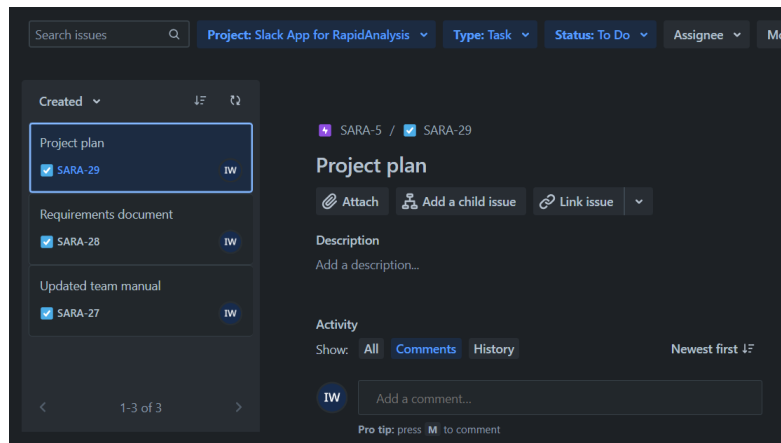 Search issues
Project: Slack App for RapidAnalysis
Type: Task
Status: To Do
Assignee
Created
Project plan
SARA-29
IW
Requirements document
SARA-28
IW
Updated team manual
SARA-27
IW
1-3 of 3
SARA-5 / SARA-29
Project plan
Attach
Add a child issue
Link issue
Description
Add a description...
Activity
Show: All Comments History
Newest first
IW
Add a comment...
Pro tip: press M to comment